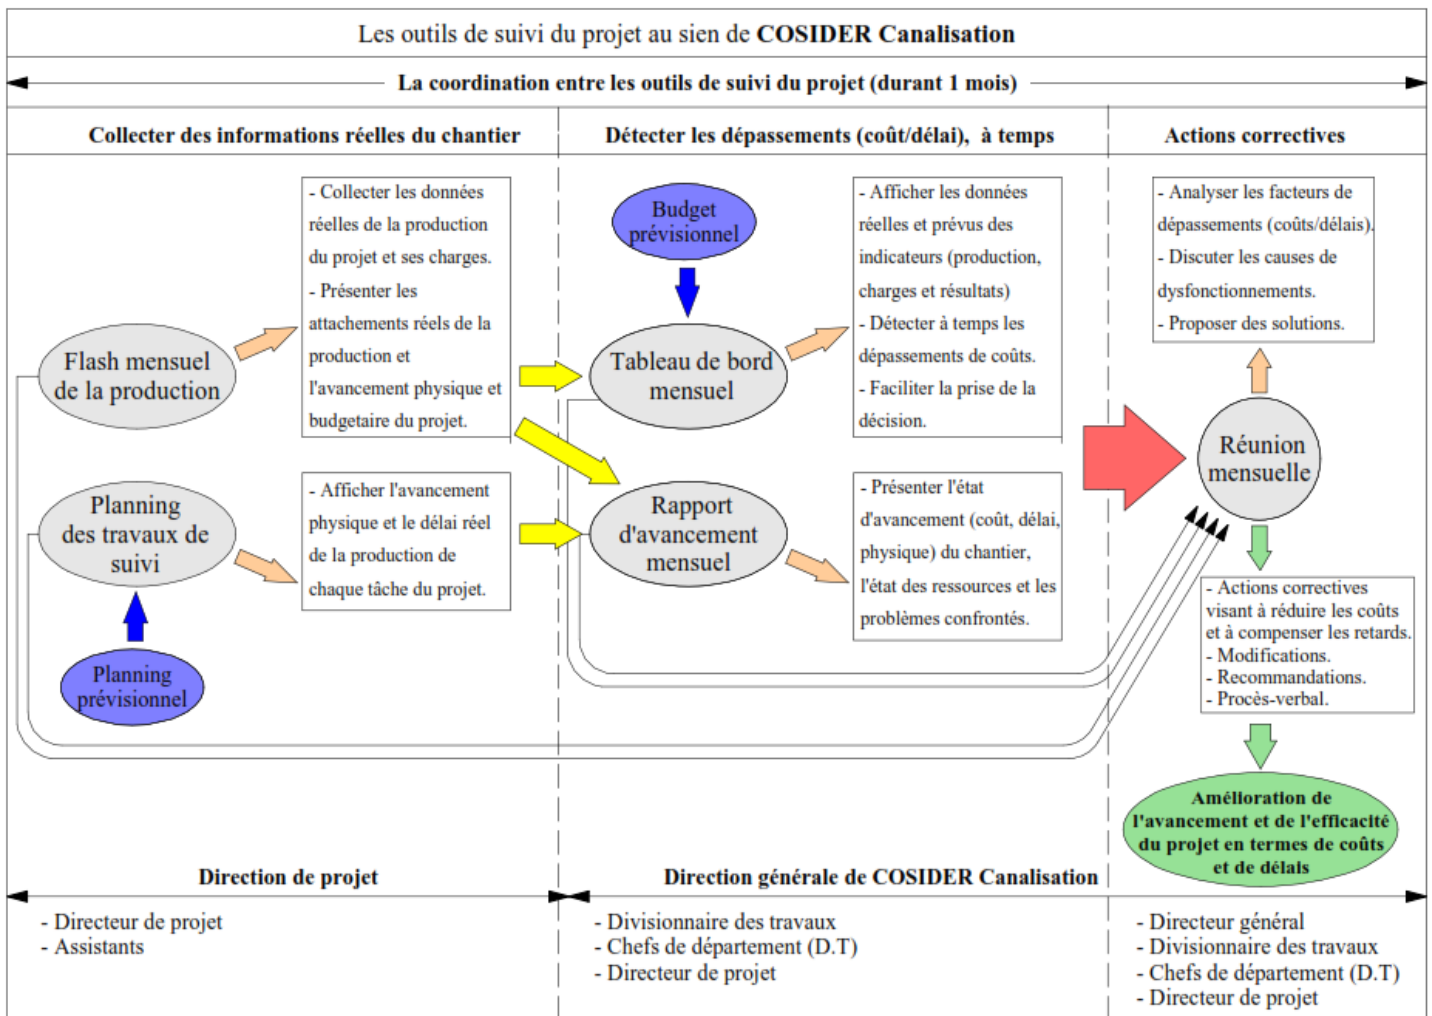 Les outils de suivi du projet au sien de COSIDER Canalisation
La coordination entre les outils de suivi du projet (durant 1 mois)
Collecter des informations réelles du chantier
Détecter les dépassements (coût/délai), à temps
Actions correctives
Flash mensuel
de la production
- Collecter les données
réelles de la production
du projet et ses charges.
- Présenter les
attachements réels de la
production et
l'avancement physique et
budgetaire du projet.
Planning
des travaux de
suivi
- Afficher l'avancement
physique et le délai réel
de la production de
chaque tâche du projet.
Planning
prévisionnel
Budget
prévisionnel
Tableau de bord
mensuel
- Afficher les données
réelles et prévus des
indicateurs (production,
charges et résultats)
- Détecter à temps les
dépassements de coûts.
- Faciliter la prise de la
décision.
Rapport
d'avancement
mensuel
- Présenter l'état
d'avancement (coût, délai,
physique) du chantier,
l'état des ressources et les
problèmes confrontés.
- Analyser les facteurs de
dépassements (coûts/délais).
- Discuter les causes de
dysfonctionnements.
- Proposer des solutions.
Réunion
mensuelle
- Actions correctives
visant à réduire les coûts
et à compenser les retards.
- Modifications.
- Recommandations.
- Procès-verbal.
Amélioration de
l'avancement et de l'efficacité
du projet en termes de coûts
et de délais
Direction de projet
Direction générale de COSIDER Canalisation
- Directeur de projet
- Assistants
- Divisionnaire des travaux
- Chefs de département (D.T)
- Directeur de projet
- Directeur général
- Divisionnaire des travaux
- Chefs de département (D.T)
- Directeur de projet